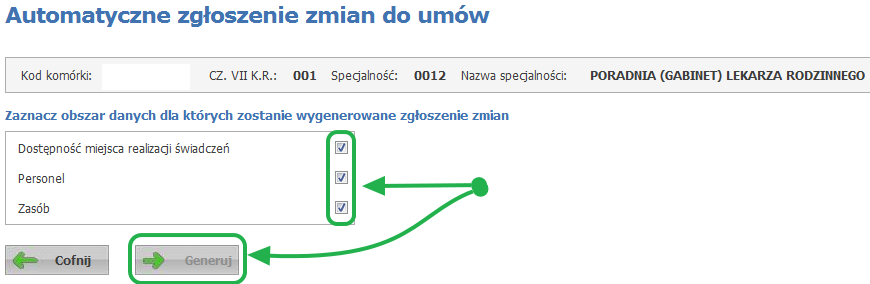 Automatyczne zgłoszenie zmian do umów
Kod komórki: CZ. VII K.R.: 001 Specjalność: 0012 Nazwa specjalności: PORADNIA (GABINET) LEKARZA RODZINNEGO
Zaznacz obszar danych dla których zostanie wygenerowane zgłoszenie zmian
Dostępność miejsca realizacji świadczeń
Personel
Zasób
Cofnij Generuj